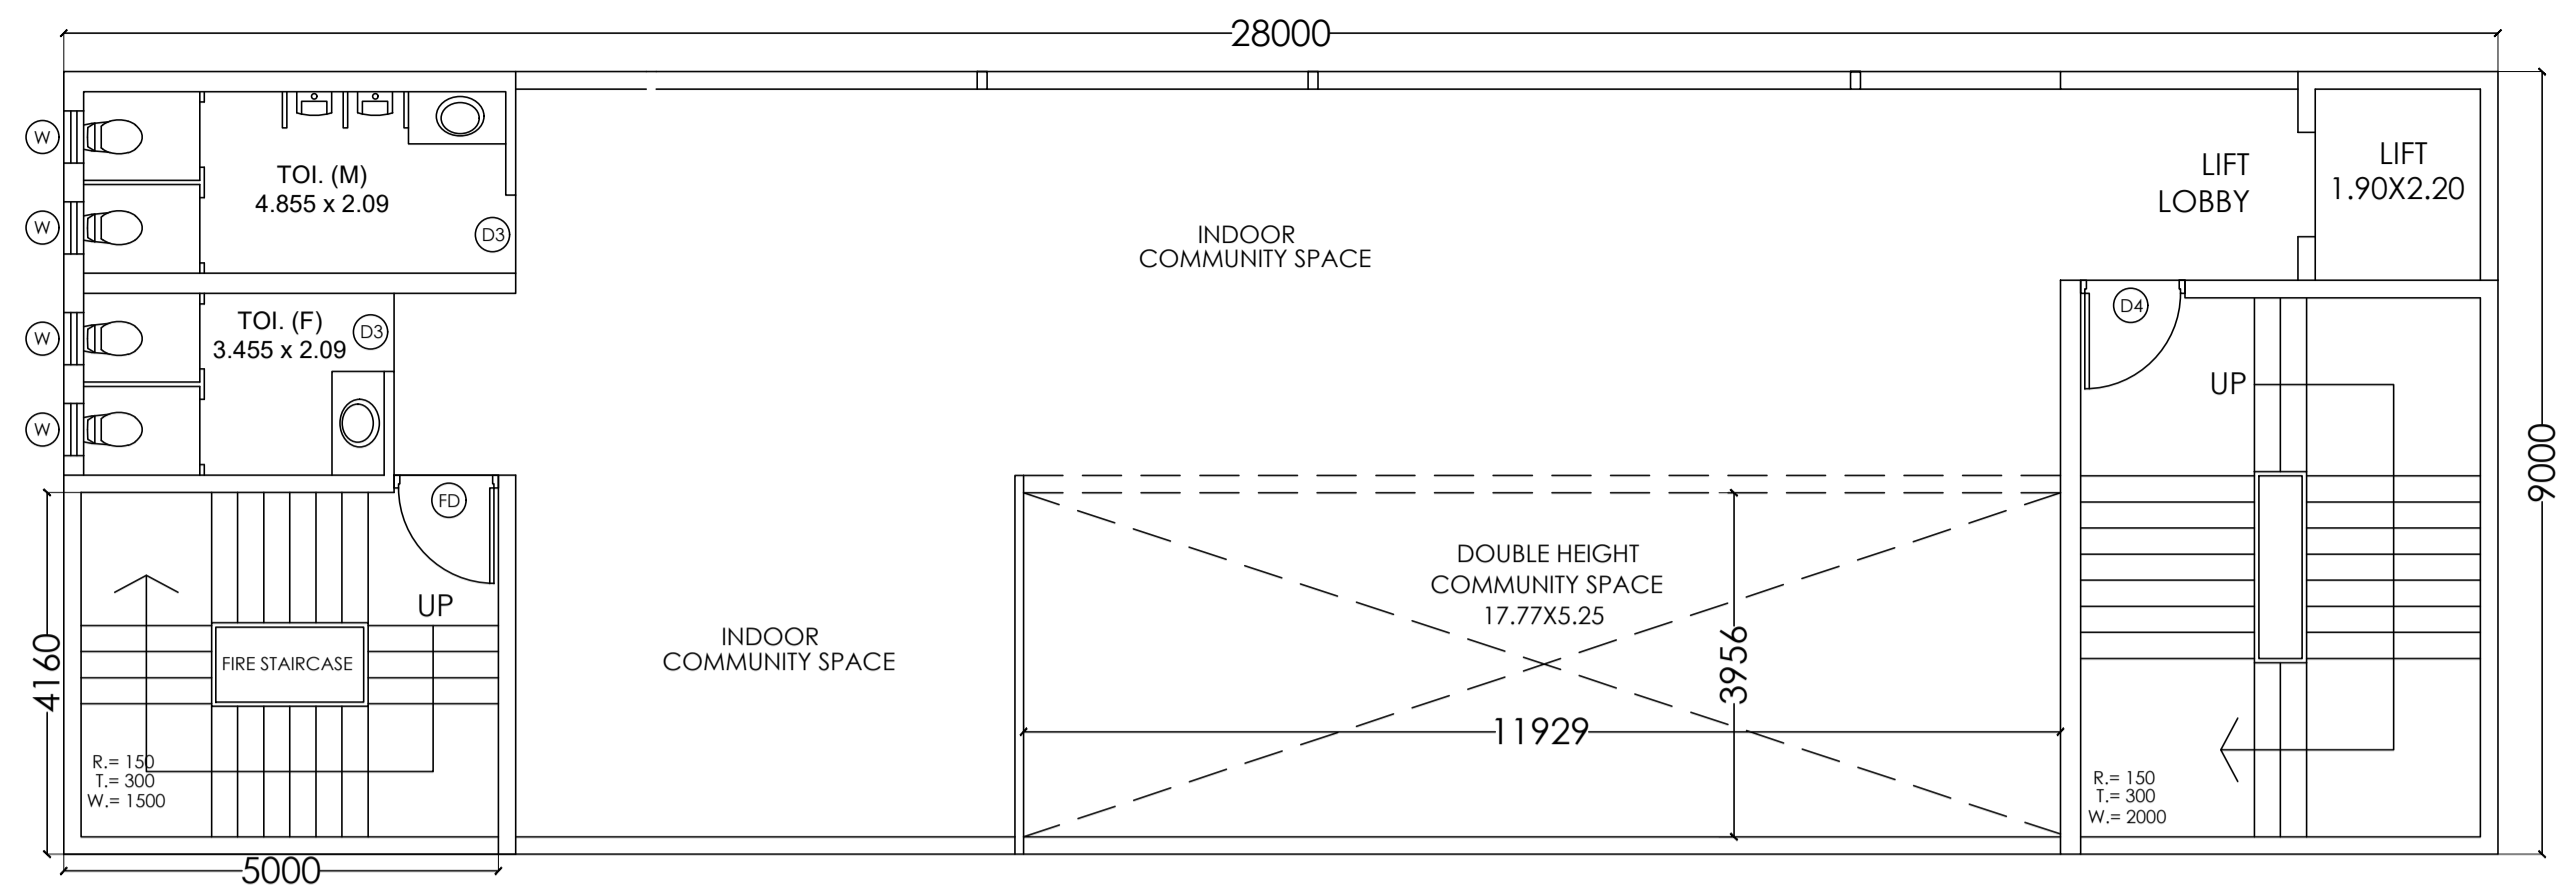 28000
W
W
W
W
TOI. (M)
4.855 x 2.09
D3
TOI. (F)
3.455 x 2.09
D3
INDOOR
COMMUNITY SPACE
LIFT
LOBBY
LIFT
1.90X2.20
D4
UP
9000
FD
UP
FIRE STAIRCASE
4160
R.= 150
T.= 300
W.= 1500
5000
INDOOR
COMMUNITY SPACE
DOUBLE HEIGHT
COMMUNITY SPACE
17.77X5.25
3956
11929
R.= 150
T.= 300
W.= 2000